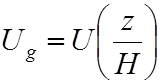 U_g = U(z/H)